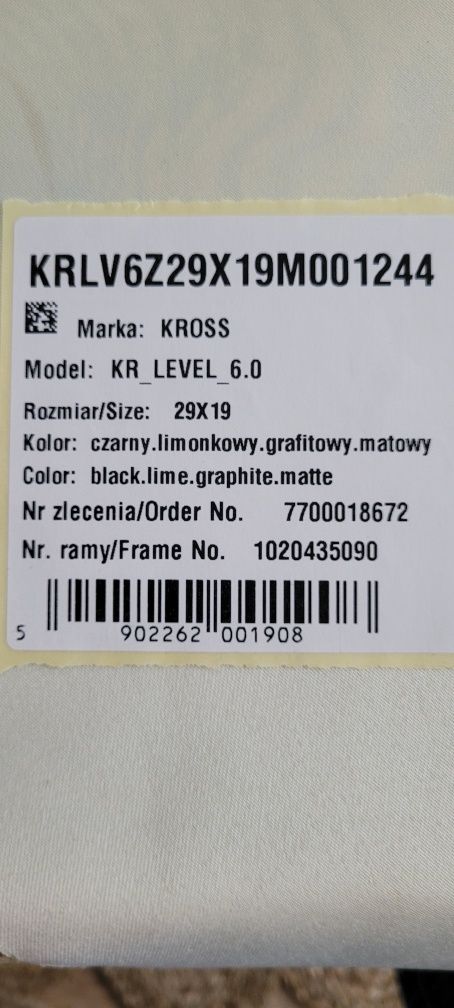 KRLV6Z29X19M001244
Marka: KROSS
Model: KR_LEVEL_6.0
Rozmiar/Size: 29X19
Kolor: czarny.limonkowy.grafitowy.matowy
Color: black.lime.graphite.matte
Nr zlecenia/Order No. 7700018672
Nr. ramy/Frame No. 1020435090
5 902262 001908